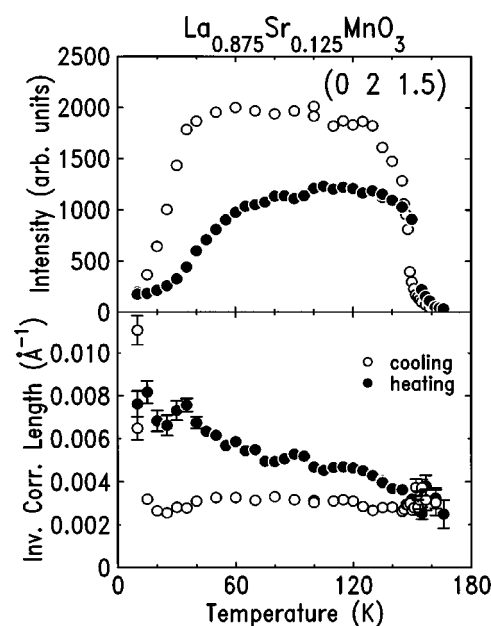 La0.875Sr0.125MnO3
2500
(0 2 1.5)
2000
1500
1000
500
0
Intensity (arb. units)
0.010
cooling
heating
0.008
0.006
0.004
0.002
0.000
Inv. Corr. Length (Å⁻¹)
0 60 120 180
Temperature (K)